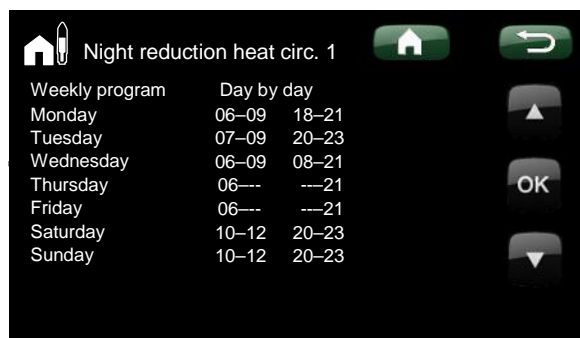 Night reduction heat circ. 1
Weekly program Day by day
Monday 06–09 18–21
Tuesday 07–09 20–23
Wednesday 06–09 08–21
Thursday 06–-- --–21
Friday 06–-- --–21
Saturday 10–12 20–23
Sunday 10–12 20–23
OK